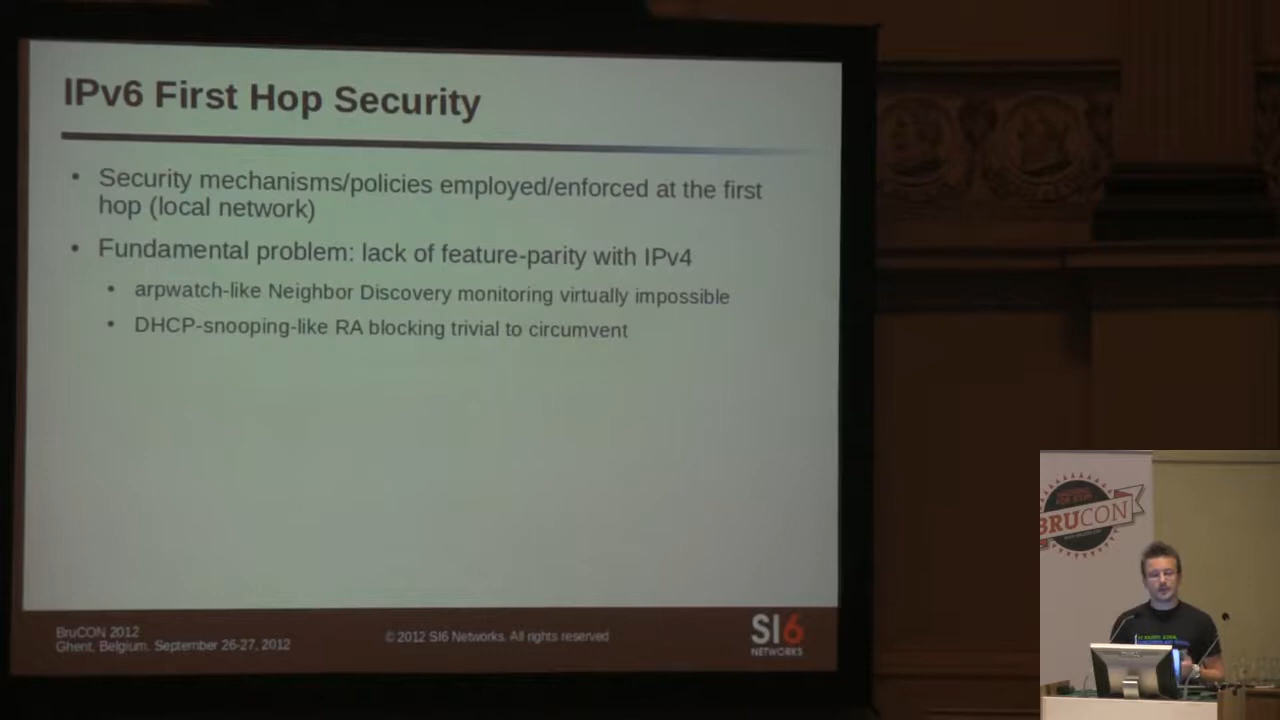 IPv6 First Hop Security
• Security mechanisms/policies employed/enforced at the first
hop (local network)
• Fundamental problem: lack of feature-parity with IPv4
• arpwatch-like Neighbor Discovery monitoring virtually impossible
• DHCP-snooping-like RA blocking trivial to circumvent
BruCON 2012
Ghent, Belgium. September 26-27, 2012
© 2012 SI6 Networks. All rights reserved
SI6
NETWORKS
BRUCON